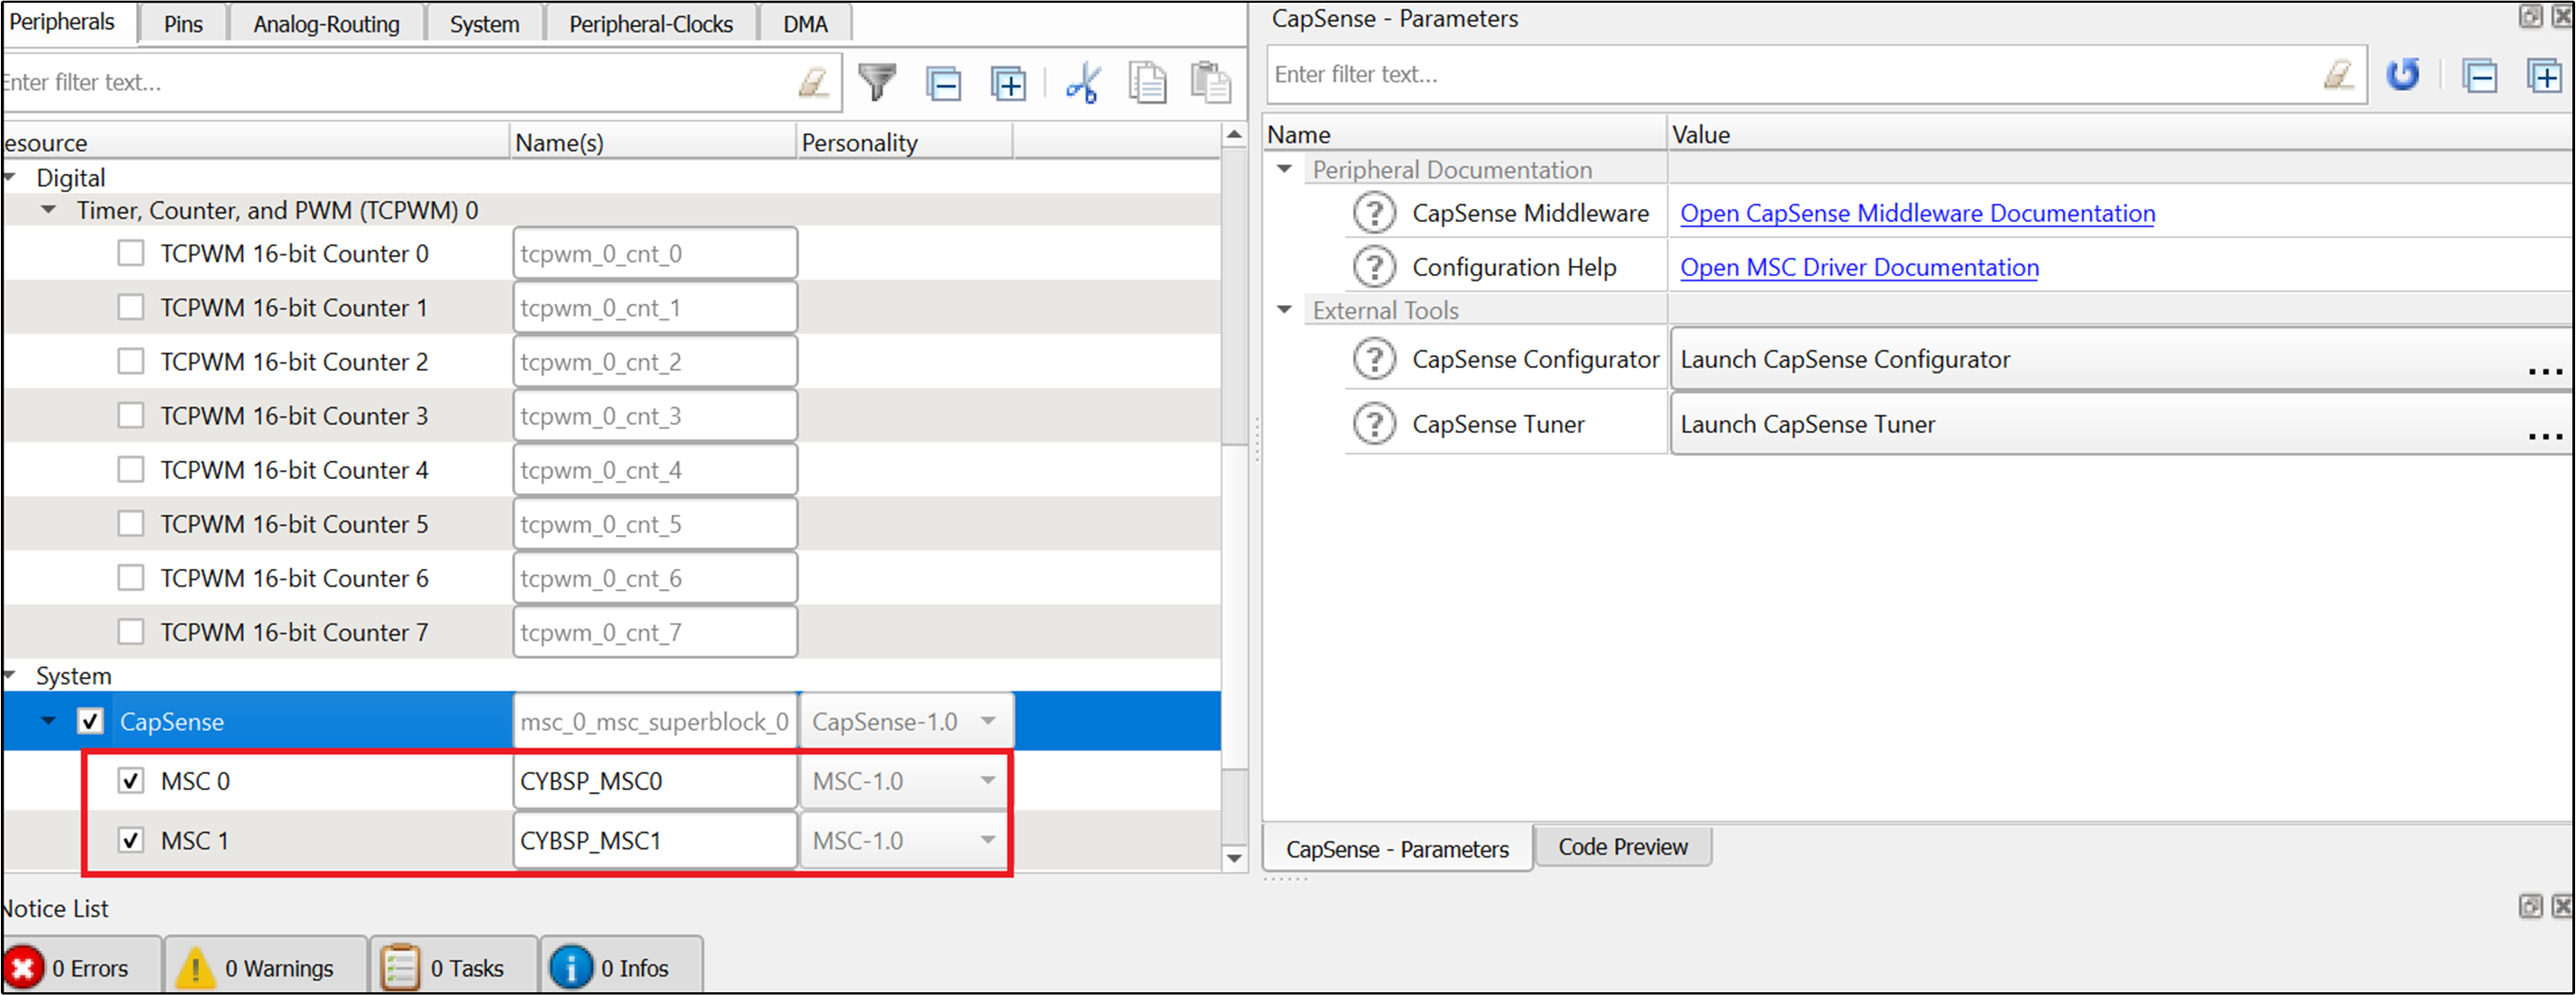 Peripherals Pins Analog-Routing System Peripheral-Clocks DMA
Enter filter text...
esource Name(s) Personality
Digital
Timer, Counter, and PWM (TCPWM) 0
TCPWM 16-bit Counter 0 tcpwm_0_cnt_0
TCPWM 16-bit Counter 1 tcpwm_0_cnt_1
TCPWM 16-bit Counter 2 tcpwm_0_cnt_2
TCPWM 16-bit Counter 3 tcpwm_0_cnt_3
TCPWM 16-bit Counter 4 tcpwm_0_cnt_4
TCPWM 16-bit Counter 5 tcpwm_0_cnt_5
TCPWM 16-bit Counter 6 tcpwm_0_cnt_6
TCPWM 16-bit Counter 7 tcpwm_0_cnt_7
System
CapSense msc_0_msc_superblock_0 CapSense-1.0
MSC 0 CYBSP_MSC0 MSC-1.0
MSC 1 CYBSP_MSC1 MSC-1.0
CapSense - Parameters
Enter filter text...
Name Value
Peripheral Documentation
? CapSense Middleware Open CapSense Middleware Documentation
? Configuration Help Open MSC Driver Documentation
External Tools
? CapSense Configurator Launch CapSense Configurator ...
? CapSense Tuner Launch CapSense Tuner ...
CapSense - Parameters Code Preview
Notice List
0 Errors 0 Warnings 0 Tasks 0 Infos